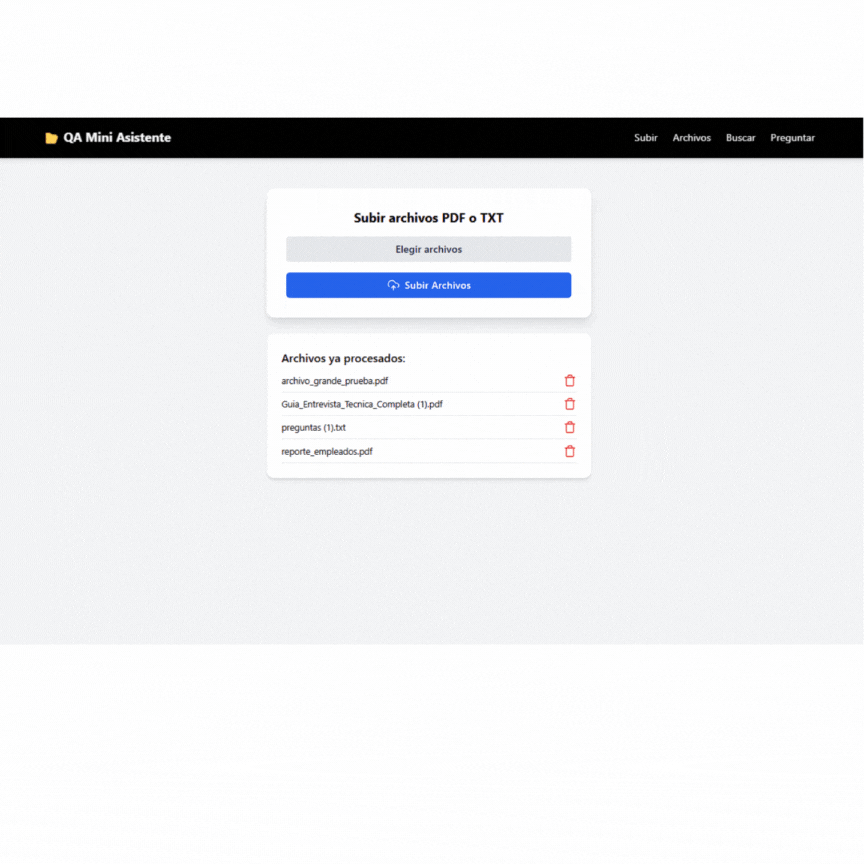 QA Mini Asistente
Subir Archivos Buscar Preguntar
Subir archivos PDF o TXT
Elegir archivos
Subir Archivos
Archivos ya procesados:
archivo_grande_prueba.pdf
Guia_Entrevista_Tecnica_Completa (1).pdf
preguntas (1).txt
reporte_empleados.pdf